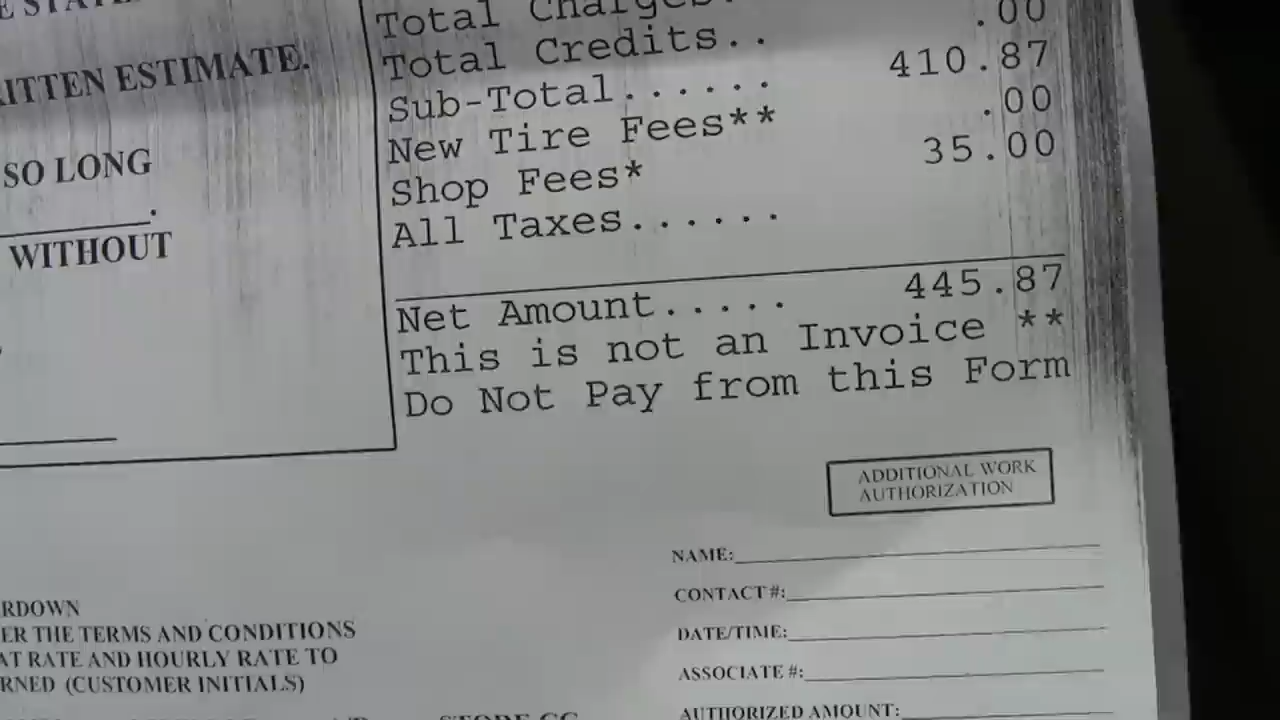 RITTEN ESTIMATE.
SO LONG
.
WITHOUT
Total Charges.
Total Credits.. .00
Sub-Total...... 410.87
New Tire Fees** .00
Shop Fees* 35.00
All Taxes......
Net Amount..... 445.87
This is not an Invoice **
Do Not Pay from this Form
ADDITIONAL WORK
AUTHORIZATION
NAME:
CONTACT#:
DATE/TIME:
ASSOCIATE #:
AUTHORIZED AMOUNT:
RDOWN
ER THE TERMS AND CONDITIONS
AT RATE AND HOURLY RATE TO
RNED (CUSTOMER INITIALS)